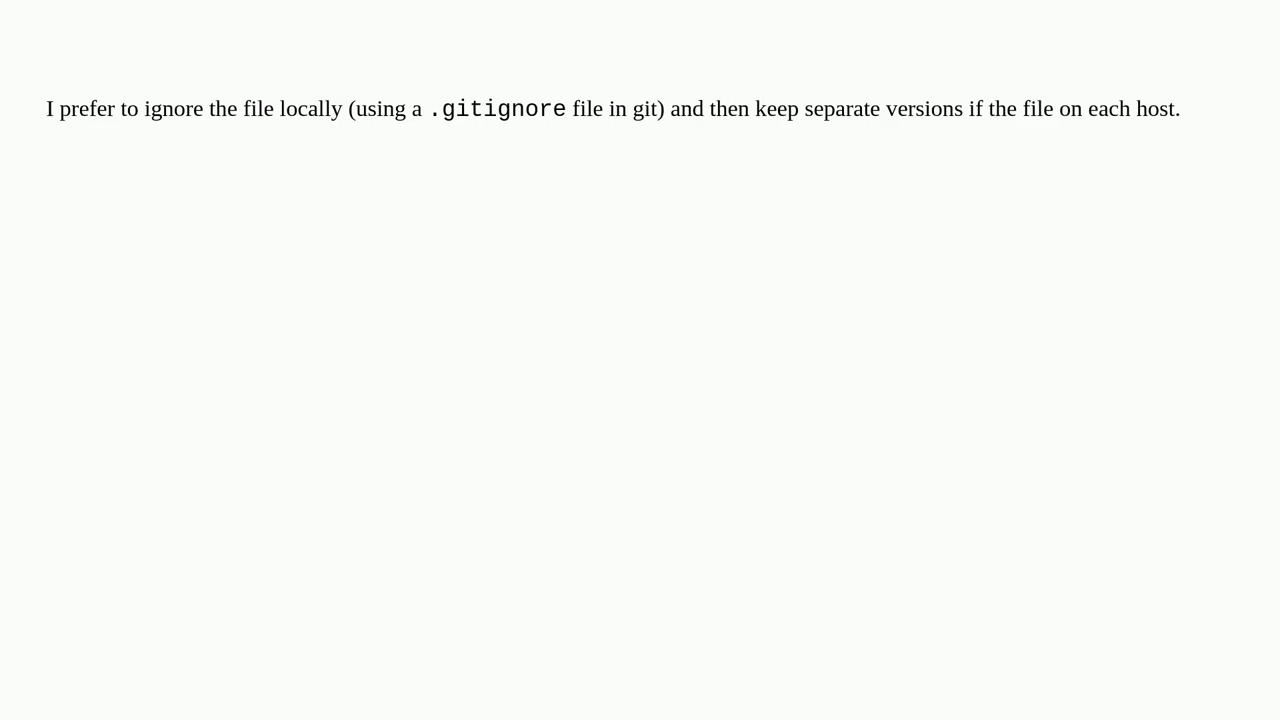 I prefer to ignore the file locally (using a .gitignore file in git) and then keep separate versions if the file on each host.